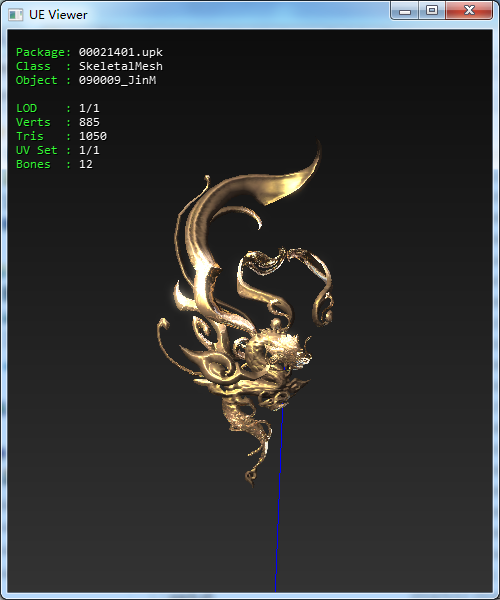 UE Viewer
Package: 00021401.upk
Class  : SkeletalMesh
Object : 090009_JinM
LOD    : 1/1
Verts  : 885
Tris   : 1050
UV Set : 1/1
Bones  : 12